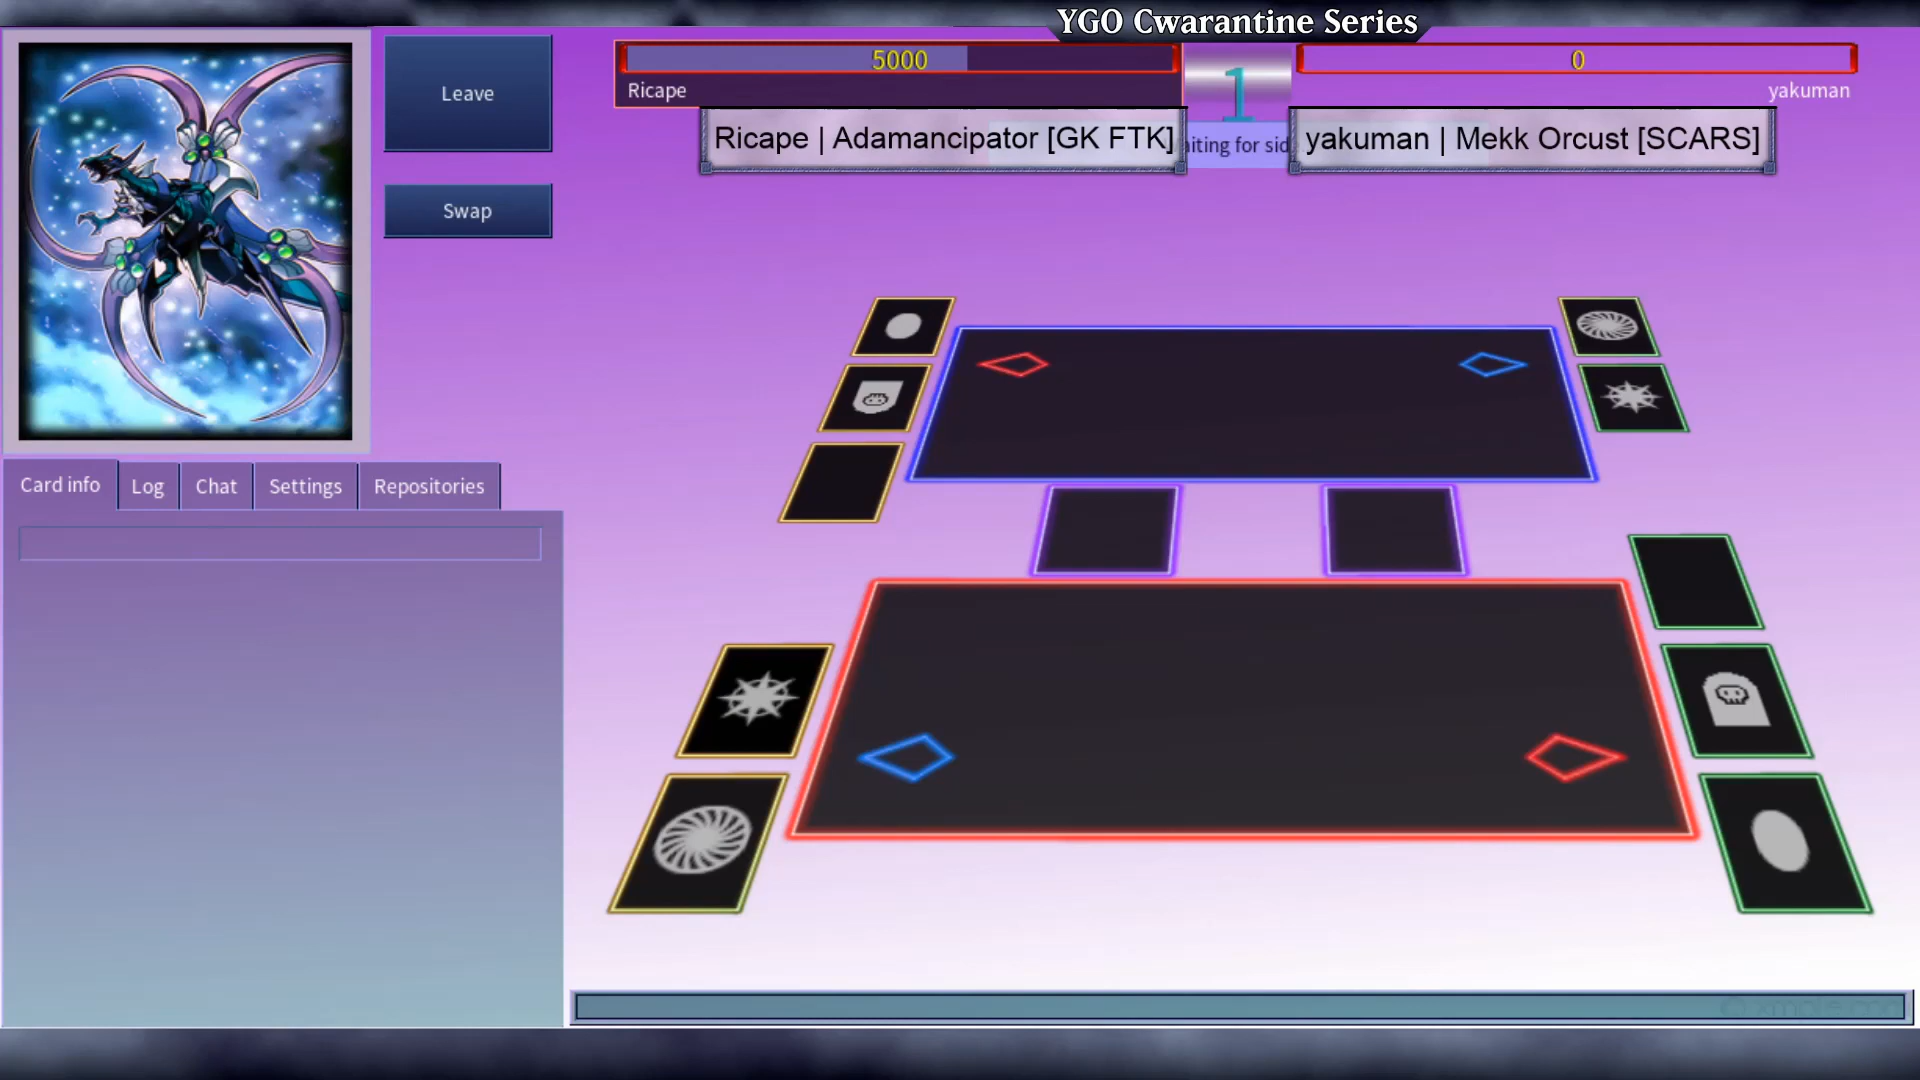 YGO Cwarantine Series
Leave
Swap
5000
Ricape
1
0
yakuman
Ricape | Adamancipator [GK FTK]
iting for sid
yakuman | Mekk Orcust [SCARS]
Card info
Log
Chat
Settings
Repositories